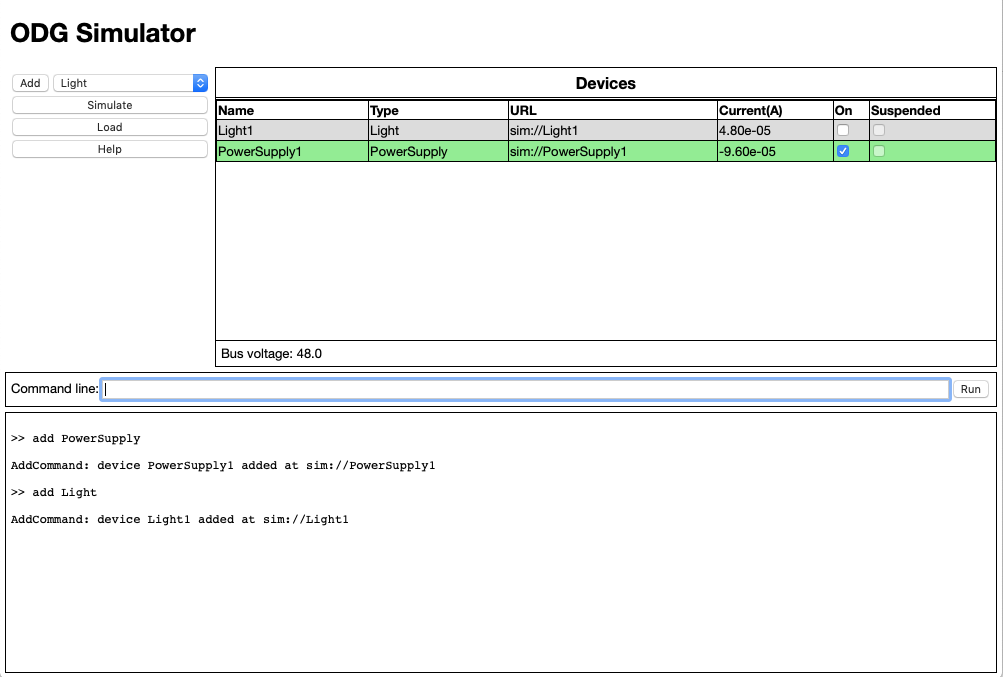 ODG Simulator
Add Light
Simulate
Load
Help
Devices
Name Type URL Current(A) On Suspended
Light1 Light sim://Light1 4.80e-05
PowerSupply1 PowerSupply sim://PowerSupply1 -9.60e-05
Bus voltage: 48.0
Command line: Run
>> add PowerSupply
AddCommand: device PowerSupply1 added at sim://PowerSupply1
>> add Light
AddCommand: device Light1 added at sim://Light1